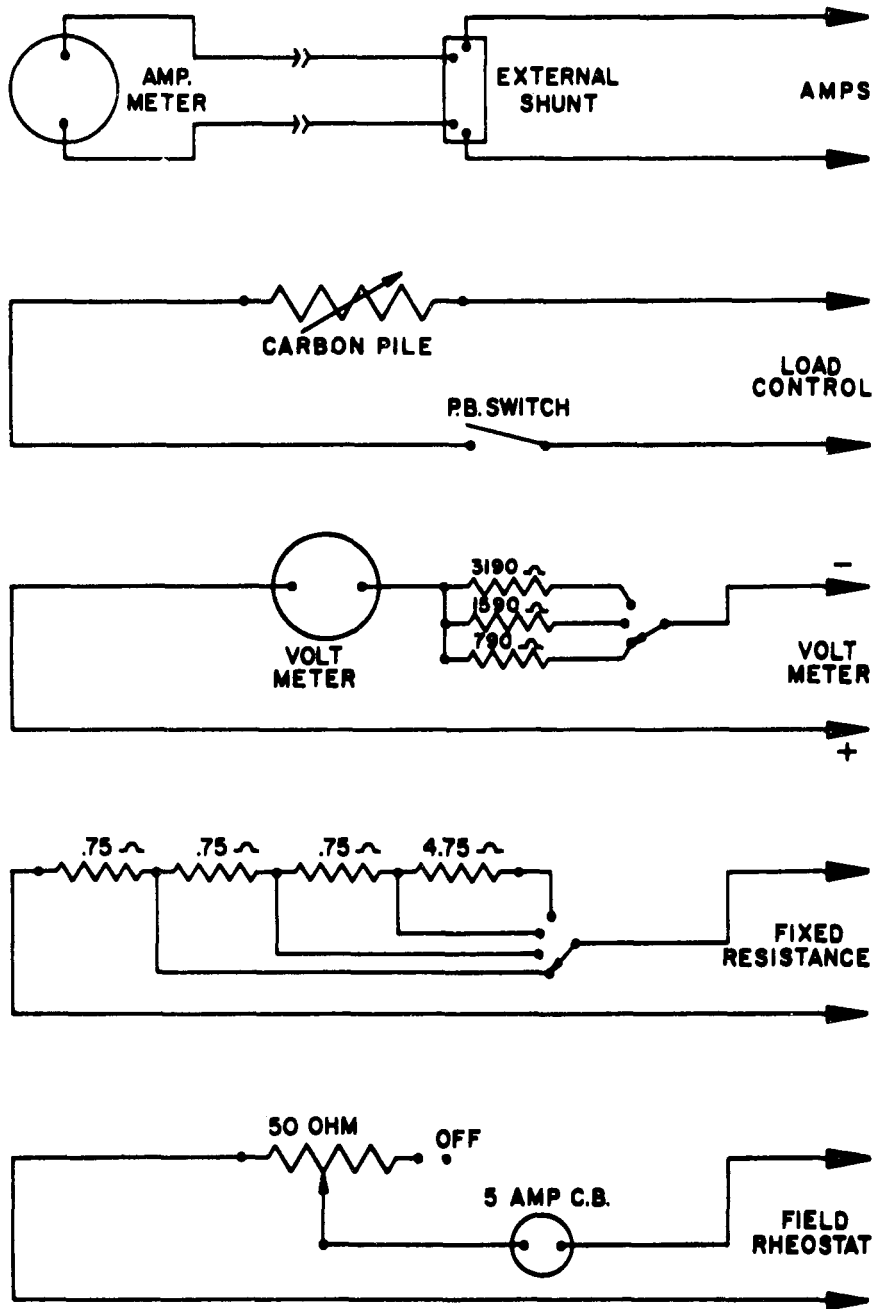 AMP.
METER
EXTERNAL
SHUNT
AMPS
CARBON PILE
LOAD
CONTROL
P.B. SWITCH
3190 Ω
1590 Ω
790 Ω
VOLT
METER
-
VOLT
METER
+
.75 Ω .75 Ω .75 Ω 4.75 Ω
FIXED
RESISTANCE
50 OHM
OFF
5 AMP C.B.
FIELD
RHEOSTAT